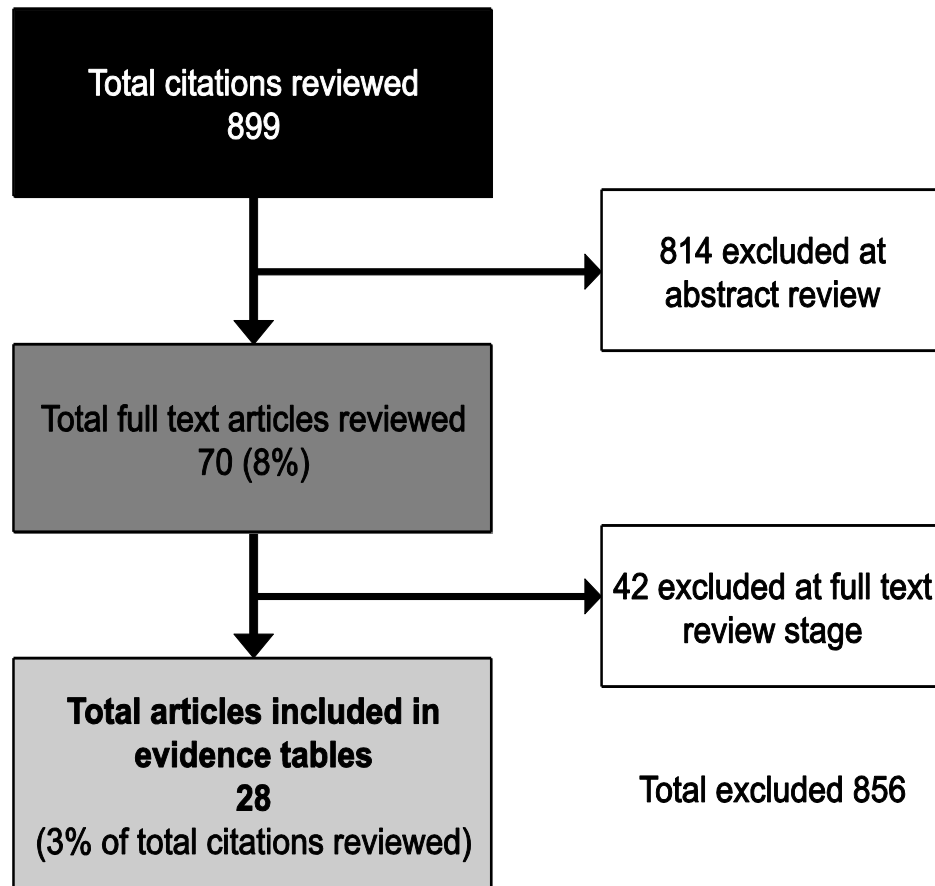 Total citations reviewed
899
814 excluded at
abstract review
Total full text articles reviewed
70 (8%)
42 excluded at full text
review stage
Total articles included in
evidence tables
28
(3% of total citations reviewed)
Total excluded 856